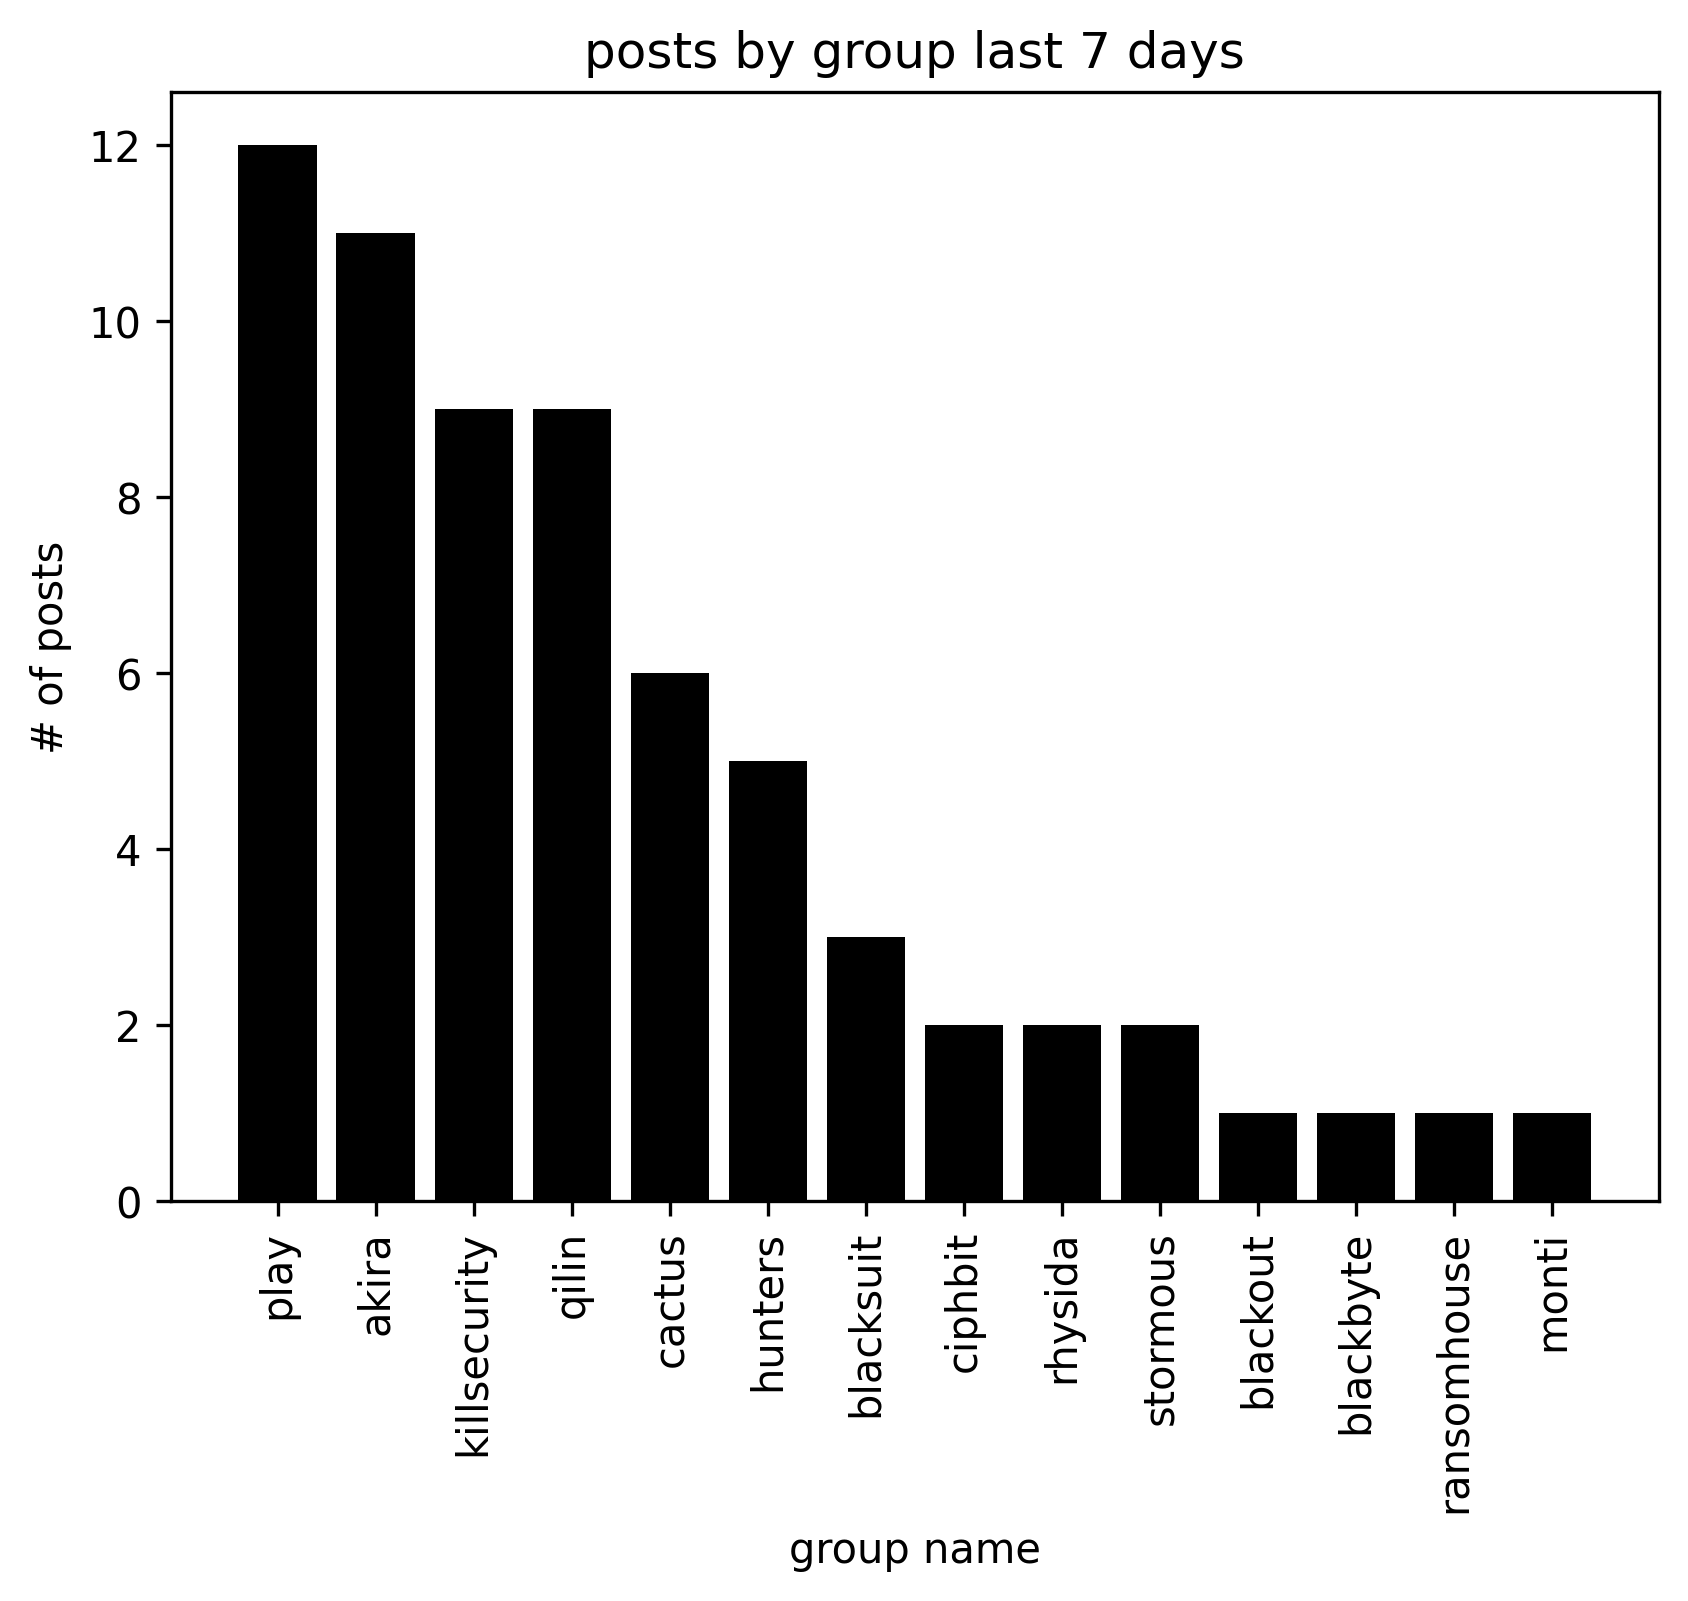 posts by group last 7 days
12
10
8
6
4
2
0
# of posts
play
akira
killsecurity
qilin
cactus
hunters
blacksuit
ciphbit
rhysida
stormous
blackout
blackbyte
ransomhouse
monti
group name